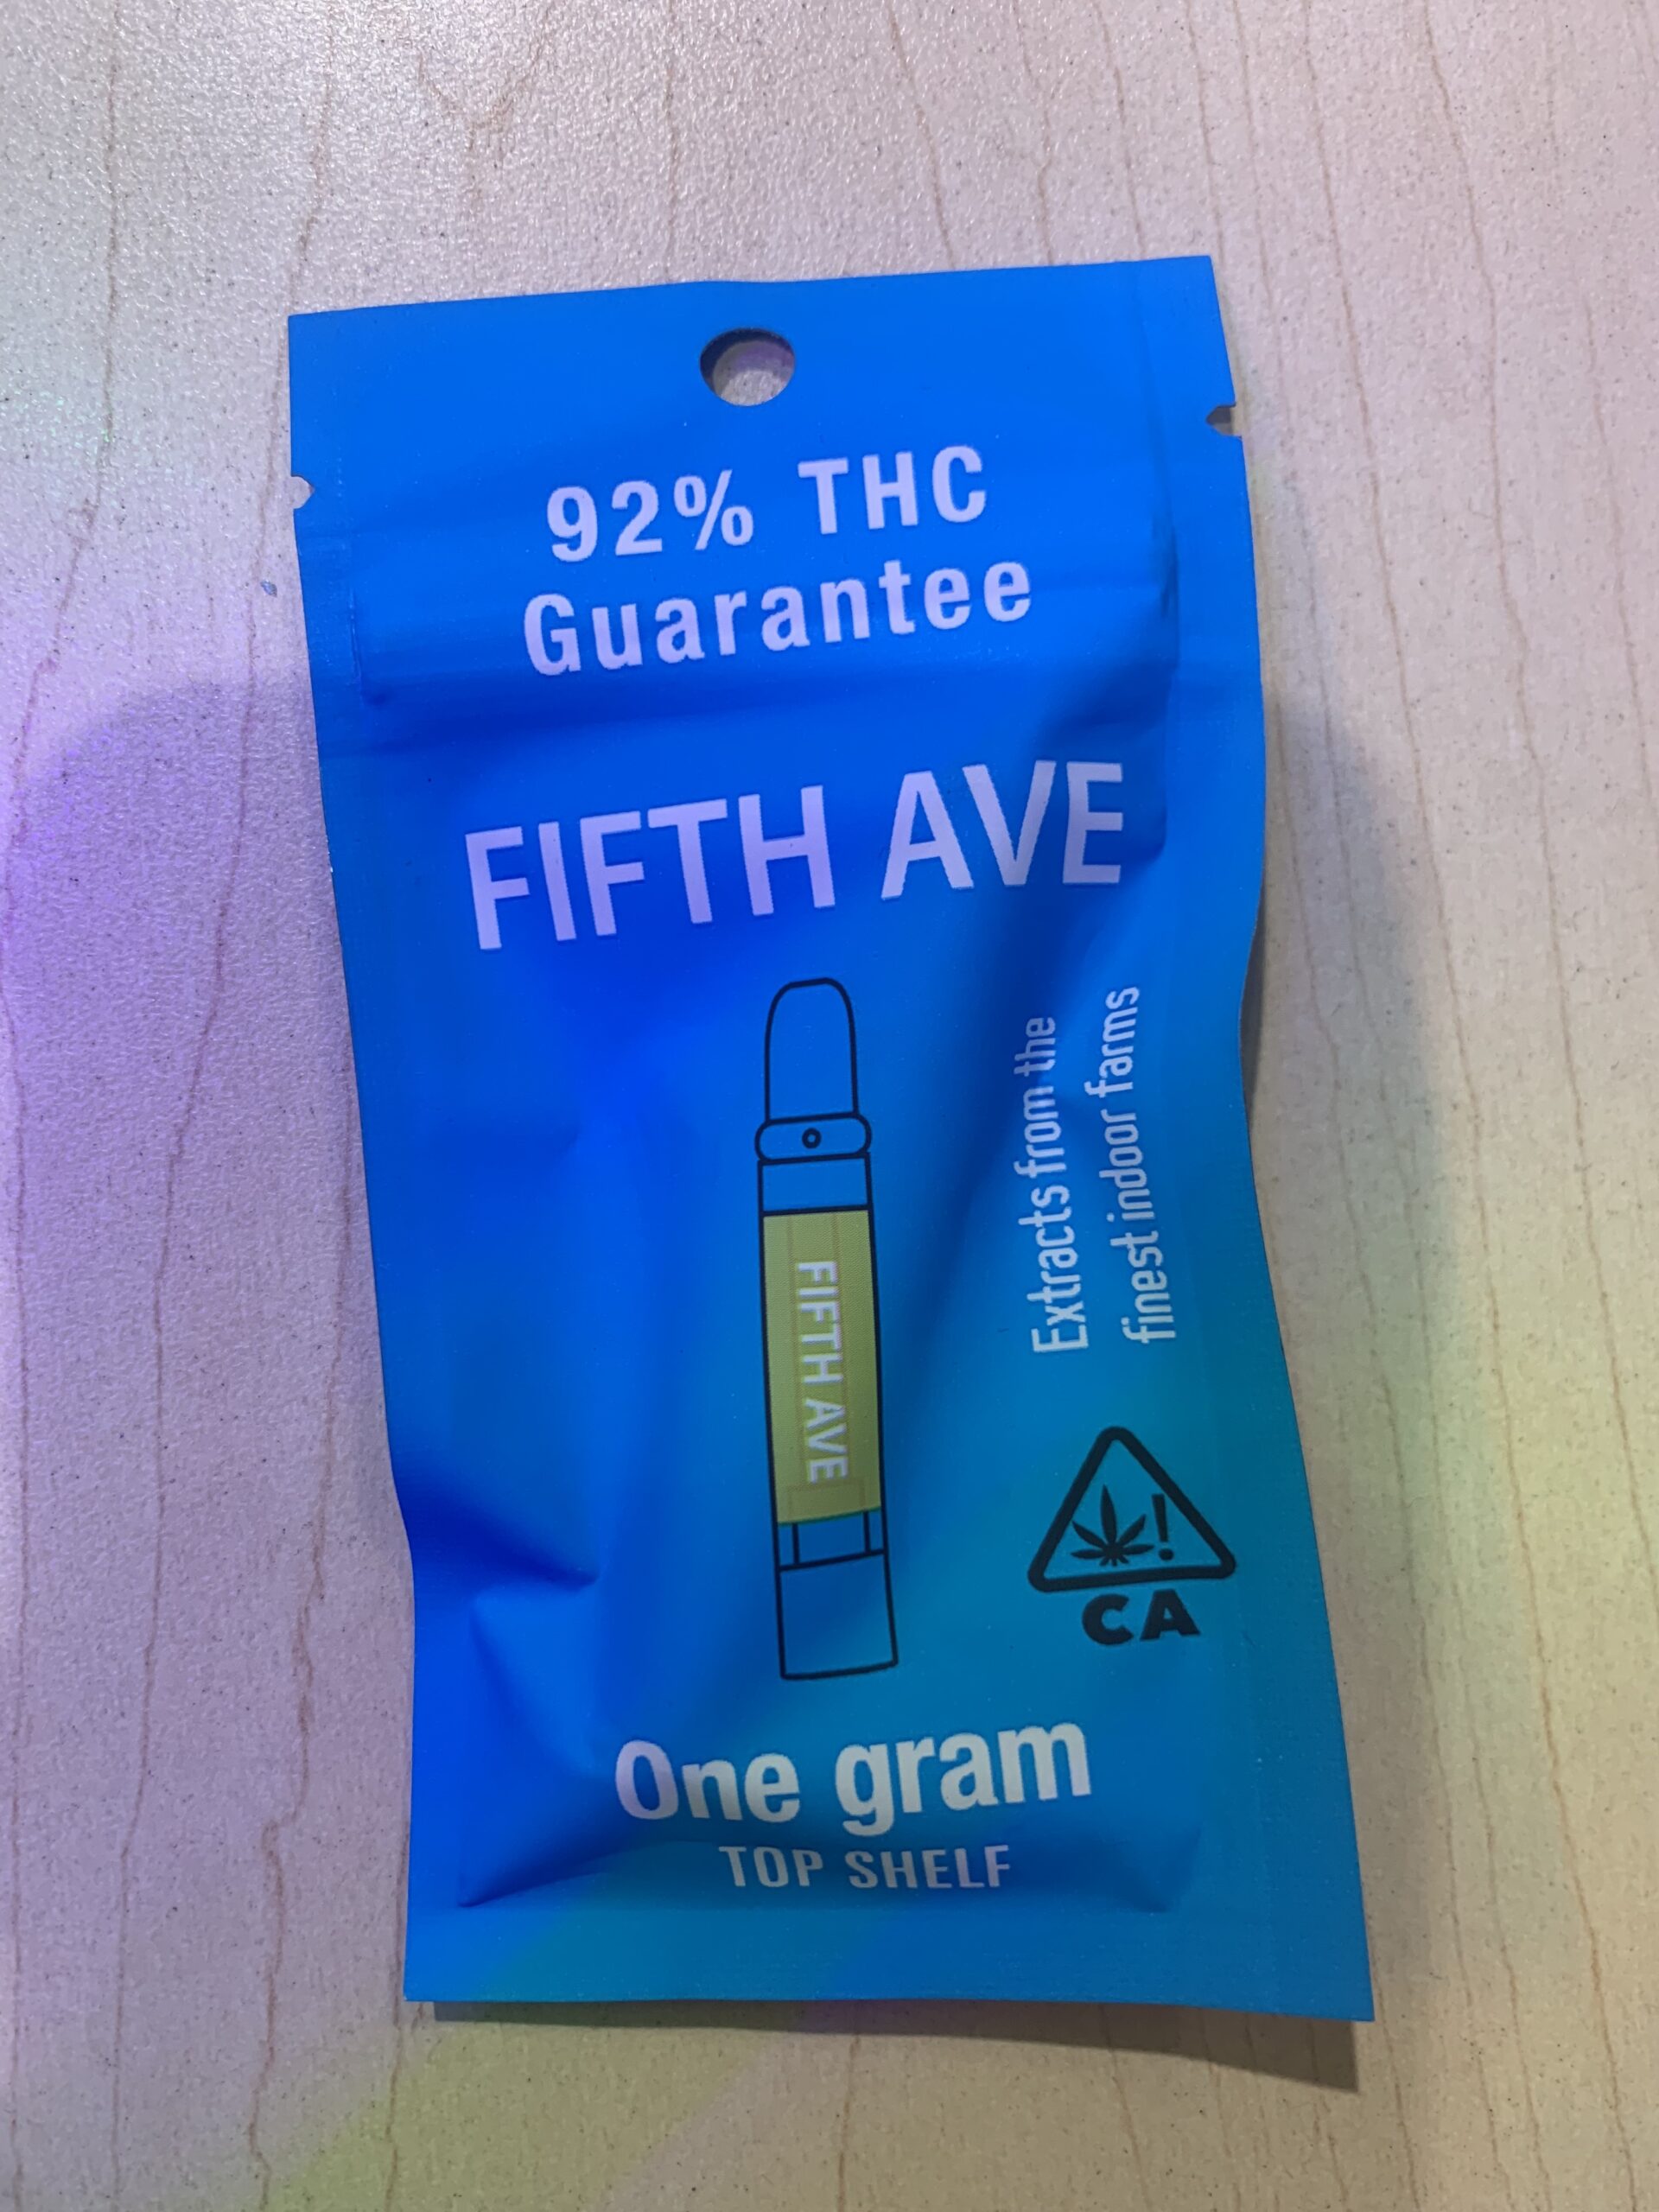 92% THC
Guarantee
FIFTH AVE
Extracts from the
finest indoor farms
FIFTH AVE
!
CA
One gram
TOP SHELF